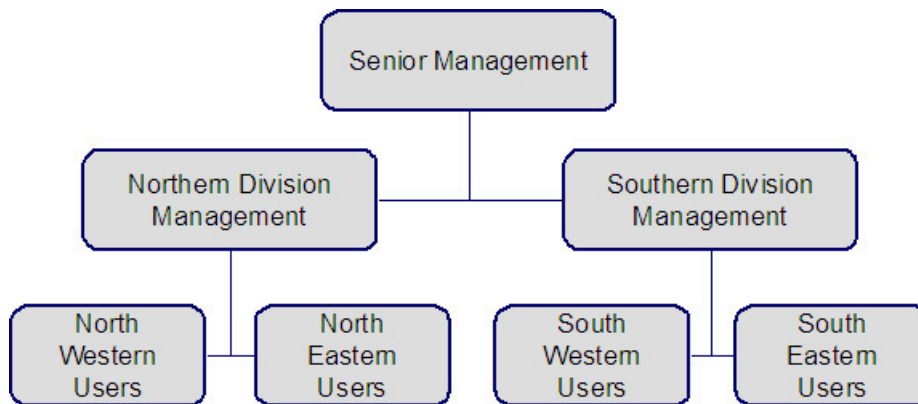 Senior Management
Northern Division
Management
Southern Division
Management
North
Western
Users
North
Eastern
Users
South
Western
Users
South
Eastern
Users